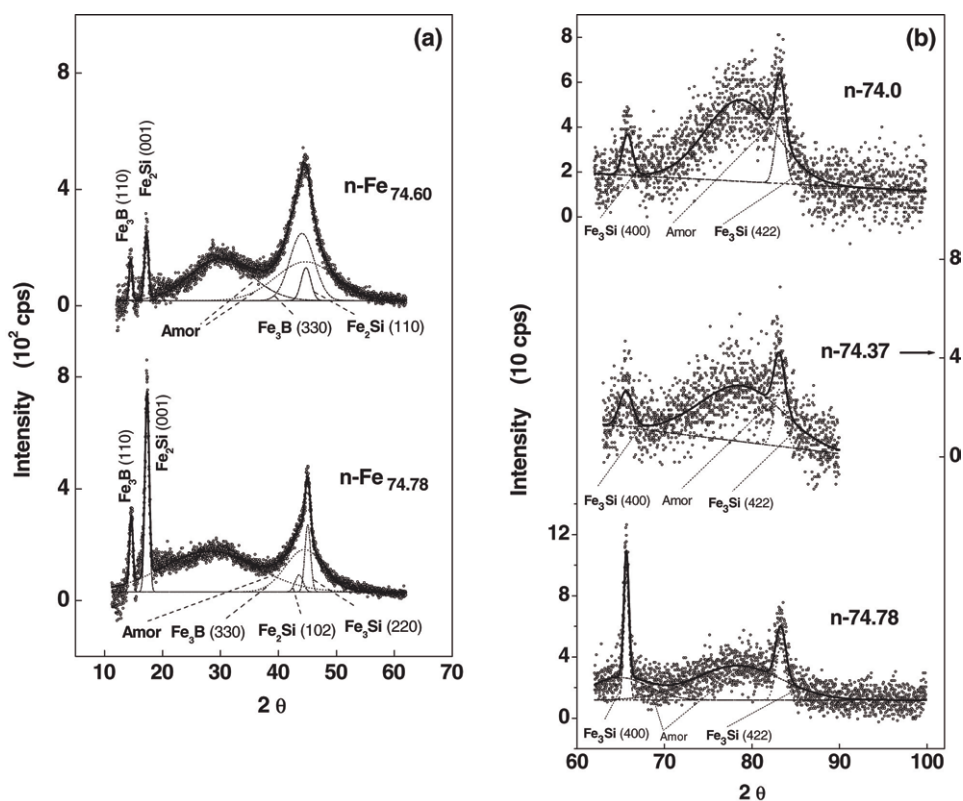 (a)
8
4
0
Fe3B (110)
Fe2Si (001)
n-Fe74.60
Amor
Fe3B (330)
Fe2Si (110)
8
4
0
Fe3B (110)
Fe2Si (001)
n-Fe74.78
Amor
Fe3B (330)
Fe2Si (102)
Fe3Si (220)
Intensity (10^2 cps)
10 20 30 40 50 60 70
2 θ
(b)
8
6
4
2
0
n-74.0
Fe3Si (400)
Amor
Fe3Si (422)
8
4
0
n-74.37
Fe3Si (400)
Amor
Fe3Si (422)
12
8
4
0
n-74.78
Fe3Si (400)
Amor
Fe3Si (422)
Intensity (10 cps)
60 70 80 90 100
2 θ